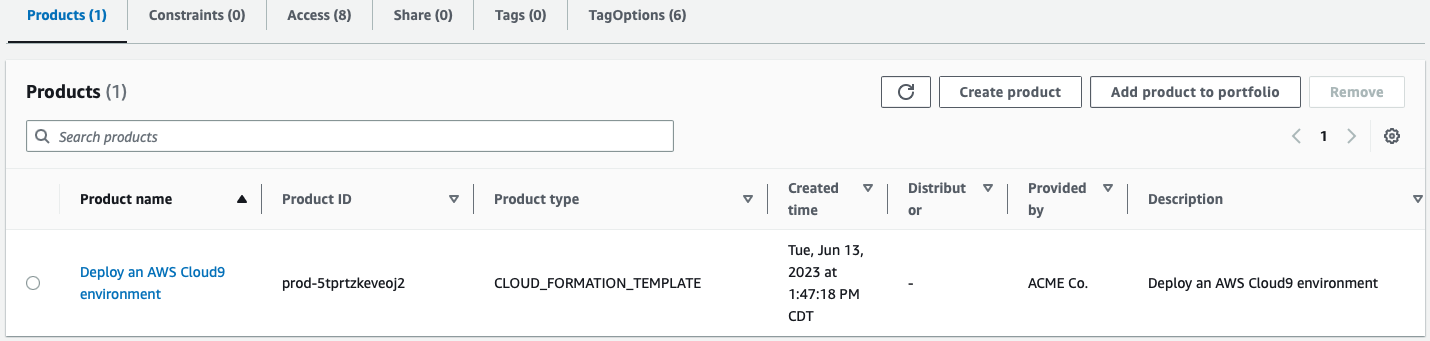 Products (1) Constraints (0) Access (8) Share (0) Tags (0) TagOptions (6)
Products (1) Create product Add product to portfolio Remove
Search products 1
Product name Product ID Product type Created time Distribut or Provided by Description
Deploy an AWS Cloud9 environment prod-5tprtzkeveoj2 CLOUD_FORMATION_TEMPLATE Tue, Jun 13, 2023 at 1:47:18 PM CDT - ACME Co. Deploy an AWS Cloud9 environment